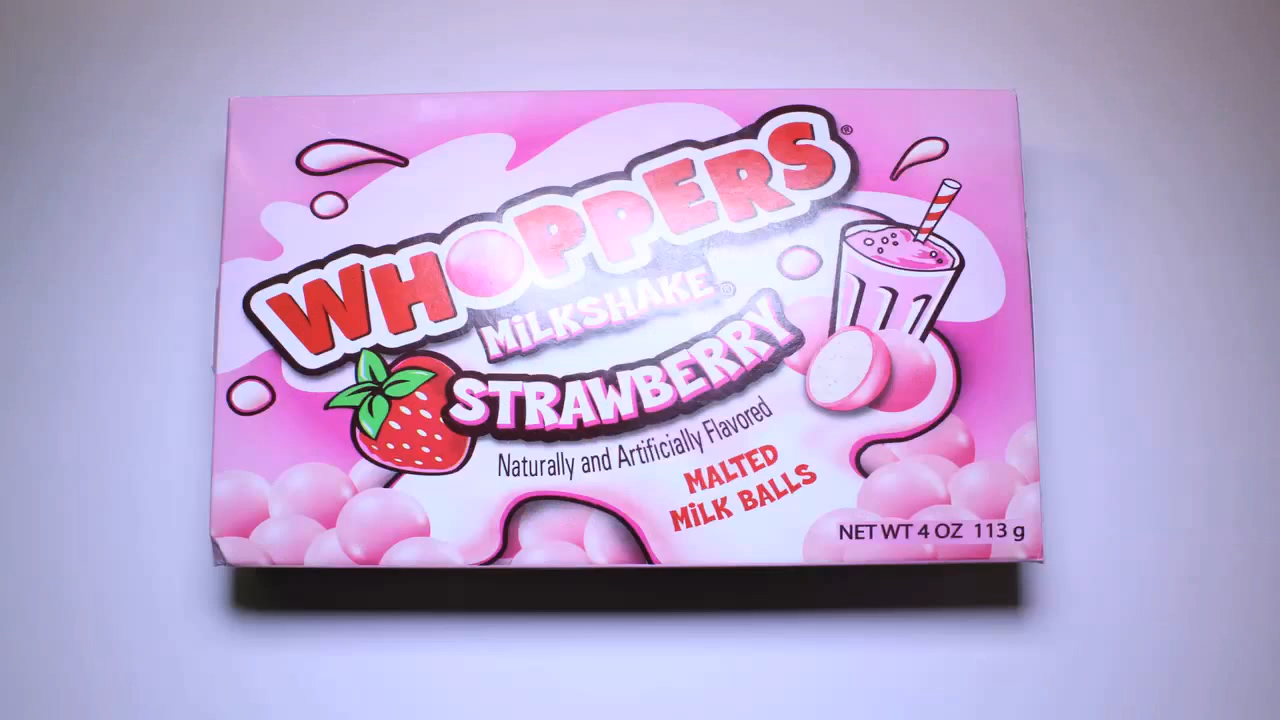 WHOPPERS®
MiLKSHAKE®
STRAWBERRY
Naturally and Artificially Flavored
MALTED
MiLK BALLS
NET WT 4 OZ 113 g